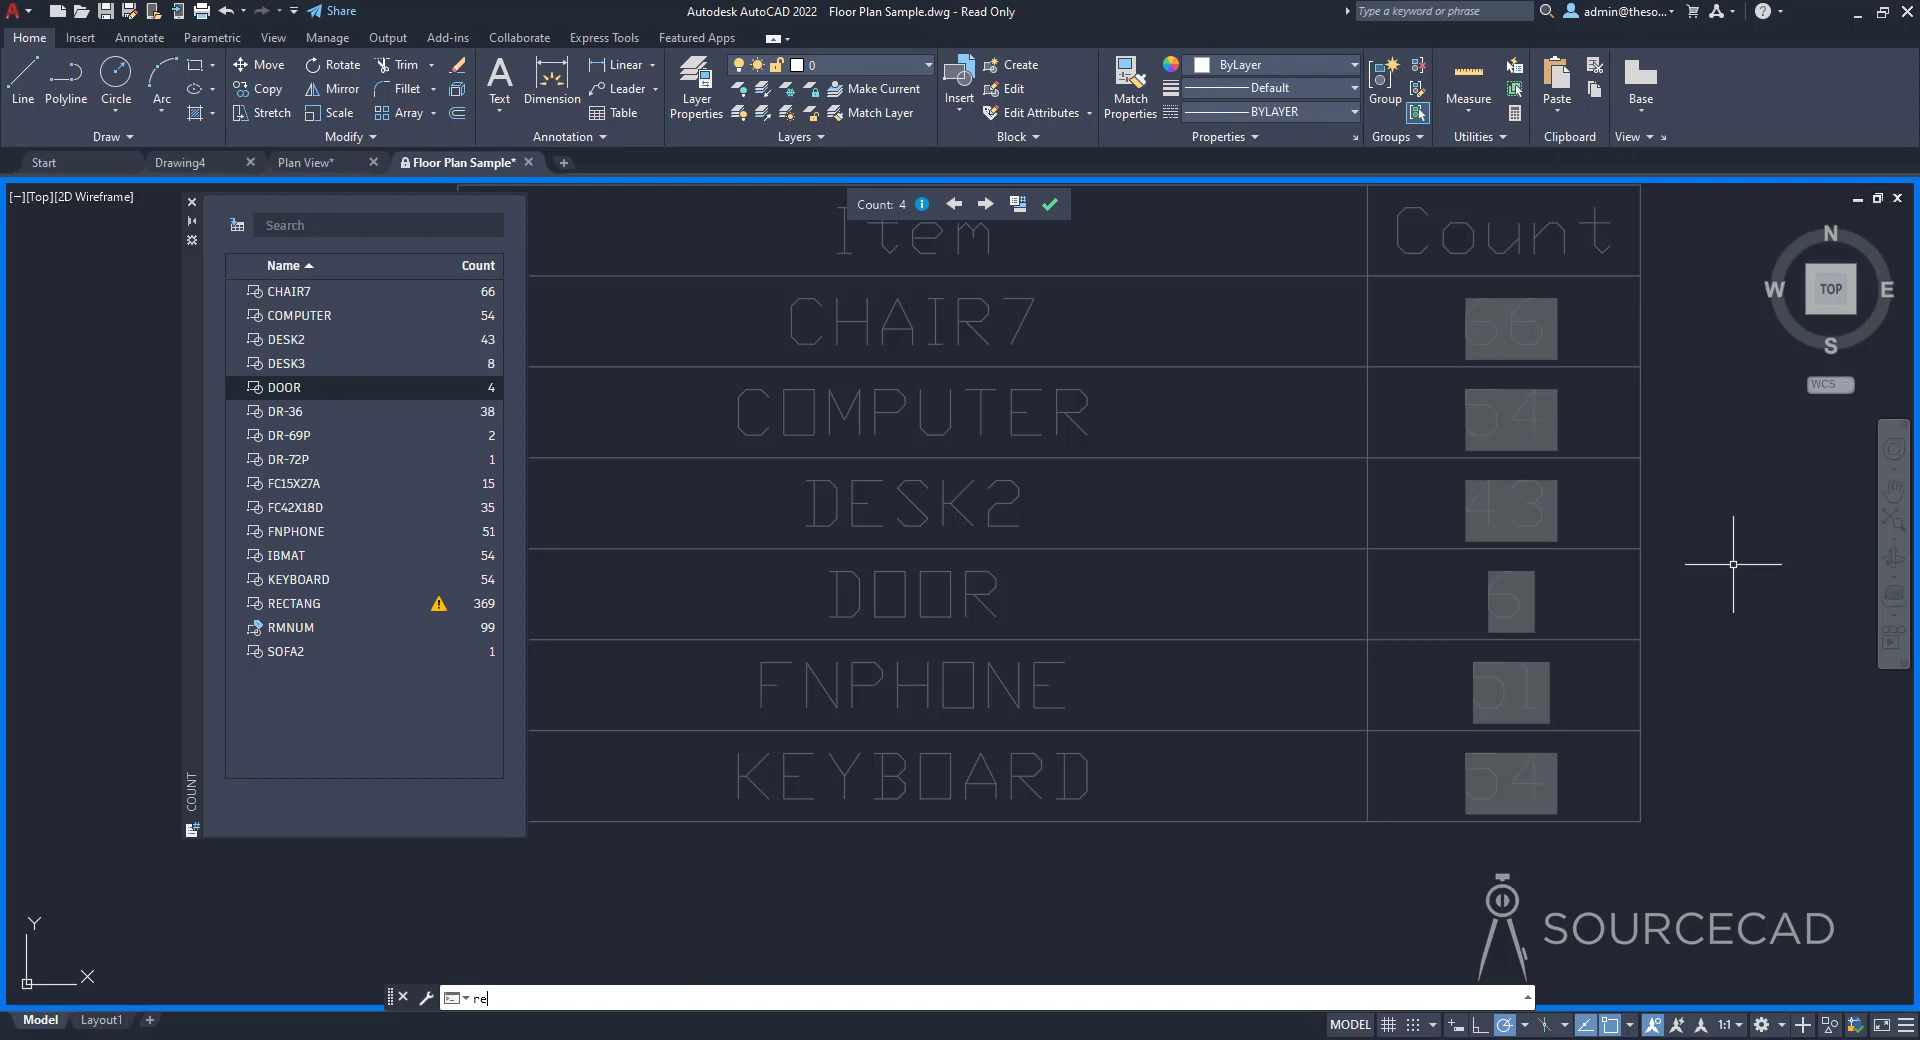 Share
Autodesk AutoCAD 2022 Floor Plan Sample.dwg - Read Only
Type a keyword or phrase
admin@theso...
Home Insert Annotate Parametric View Manage Output Add-ins Collaborate Express Tools Featured Apps
Line Polyline Circle Arc
Move Rotate Trim
Copy Mirror Fillet
Stretch Scale Array
Text Dimension
Linear
Leader
Table
Layer Properties
0
Make Current
Match Layer
Insert
Create
Edit
Edit Attributes
Match Properties
ByLayer
Default
BYLAYER
Group
Measure
Paste
Base
Draw Modify Annotation Layers Block Properties Groups Utilities Clipboard View
Start Drawing4 Plan View* Floor Plan Sample*
[−][Top][2D Wireframe]
Search
Name Count
CHAIR7 66
COMPUTER 54
DESK2 43
DESK3 8
DOOR 4
DR-36 38
DR-69P 2
DR-72P 1
FC15X27A 15
FC42X18D 35
FNPHONE 51
IBMAT 54
KEYBOARD 54
RECTANG 369
RMNUM 99
SOFA2 1
COUNT
Count: 4
Item Count
CHAIR7 66
COMPUTER 54
DESK2 43
DOOR 6
FNPHONE 51
KEYBOARD 54
N
W TOP E
S
WCS
SOURCECAD
Y
X
re
Model Layout1
MODEL 1:1